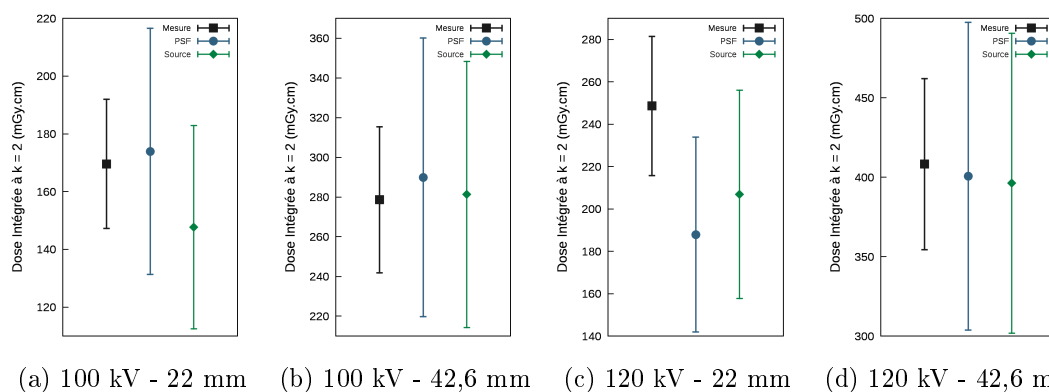 Dose Intégrée à k = 2 (mGy.cm)
220
200
180
160
140
120
Mesure
PSF
Source
(a) 100 kV - 22 mm
Dose Intégrée à k = 2 (mGy.cm)
360
340
320
300
280
260
240
220
Mesure
PSF
Source
(b) 100 kV - 42,6 mm
Dose Intégrée à k = 2 (mGy.cm)
280
260
240
220
200
180
160
140
Mesure
PSF
Source
(c) 120 kV - 22 mm
Dose Intégrée à k = 2 (mGy.cm)
500
450
400
350
300
Mesure
PSF
Source
(d) 120 kV - 42,6 m